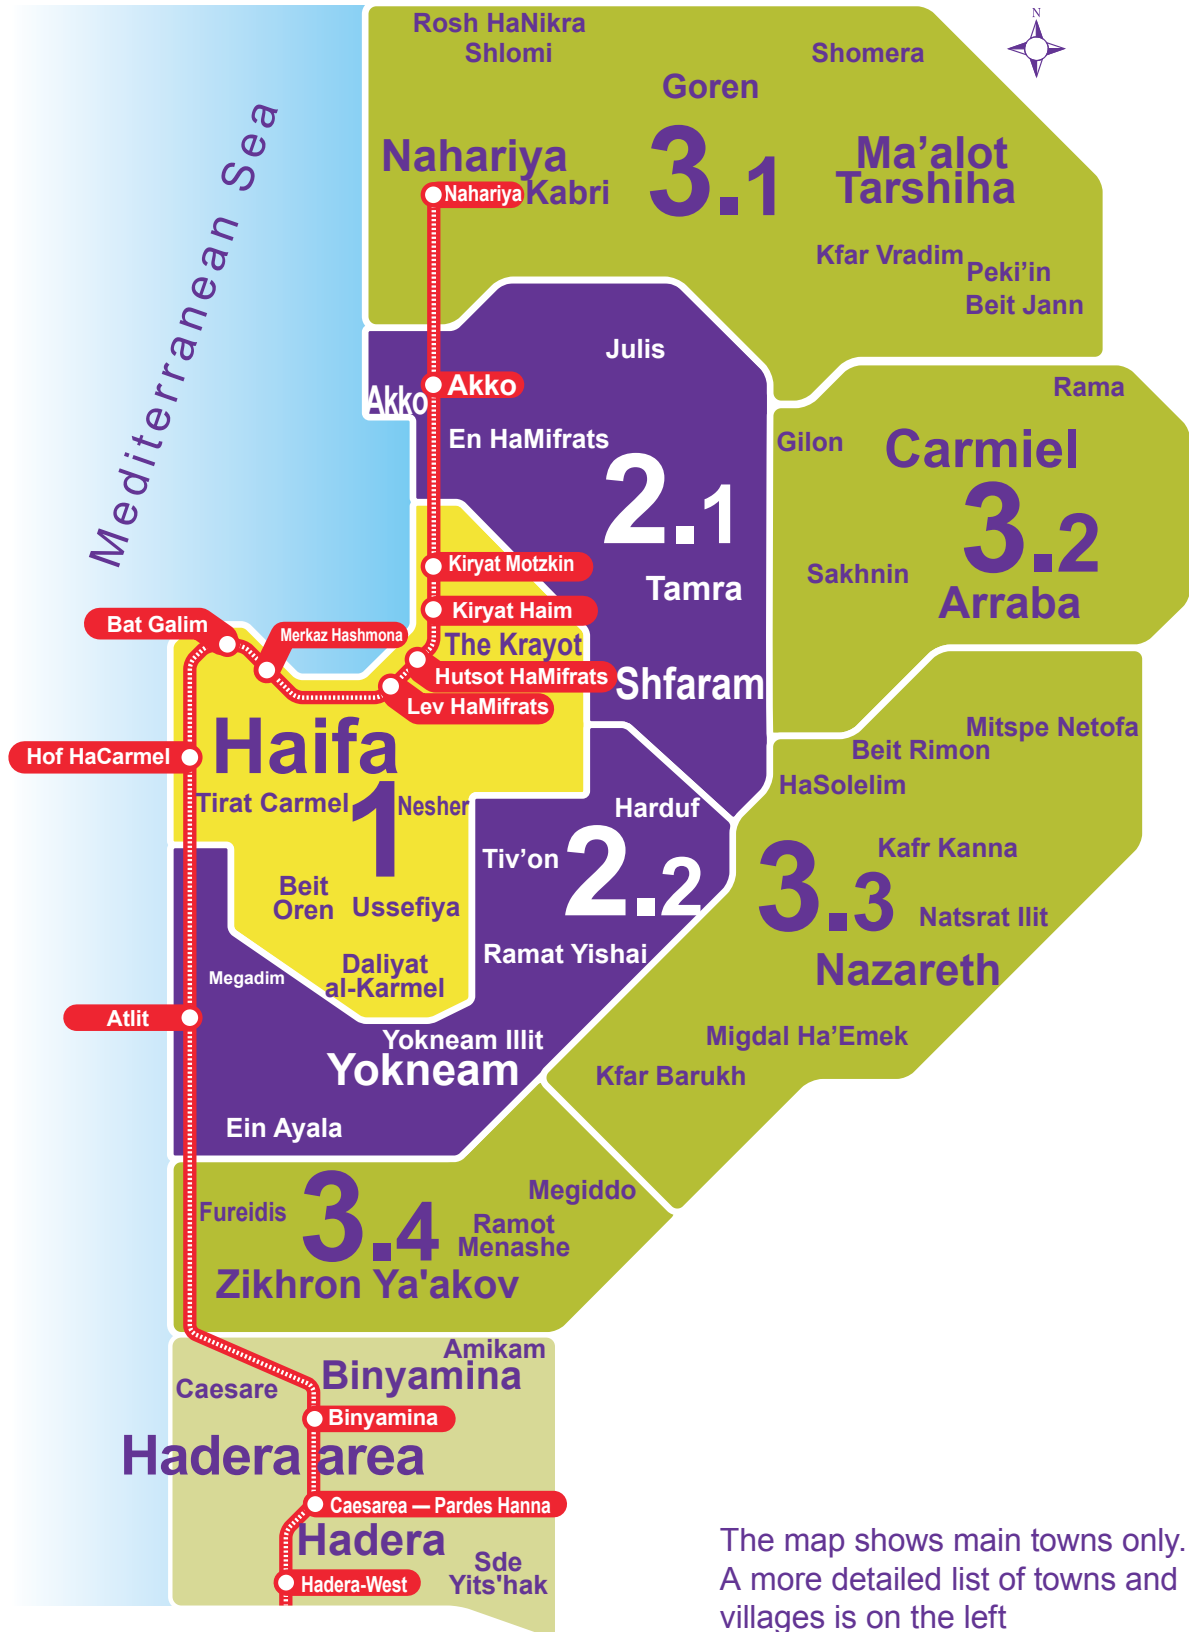 N
Rosh HaNikra
Shlomi
Shomera
Goren
Mediterranean Sea
Nahariya
3.1
Ma’alot
Tarshiha
Nahariya
Kabri
Kfar Vradim
Peki’in
Beit Jann
Julis
Akko
Akko
En HaMifrats
2.1
Rama
Gilon
Carmiel
3.2
Sakhnin
Arraba
Kiryat Motzkin
Tamra
Kiryat Haim
Bat Galim
Merkaz Hashmona
The Krayot
Hutsot HaMifrats
Shfaram
Lev HaMifrats
Hof HaCarmel
Haifa
Tirat Carmel
1
Nesher
Mitspe Netofa
Beit Rimon
HaSolelim
Harduf
Tiv’on
2.2
Kafr Kanna
3.3
Natsrat Ilit
Nazareth
Beit
Oren
Ussefiya
Ramat Yishai
Daliyat
al-Karmel
Megadim
Atlit
Yokneam Illit
Yokneam
Migdal Ha’Emek
Kfar Barukh
Ein Ayala
Fureidis
3.4
Megiddo
Ramot
Menashe
Zikhron Ya'akov
Amikam
Binyamina
Caesare
Binyamina
Hadera area
Caesarea — Pardes Hanna
Hadera
Sde
Yits'hak
Hadera-West
The map shows main towns only.
A more detailed list of towns and
villages is on the left